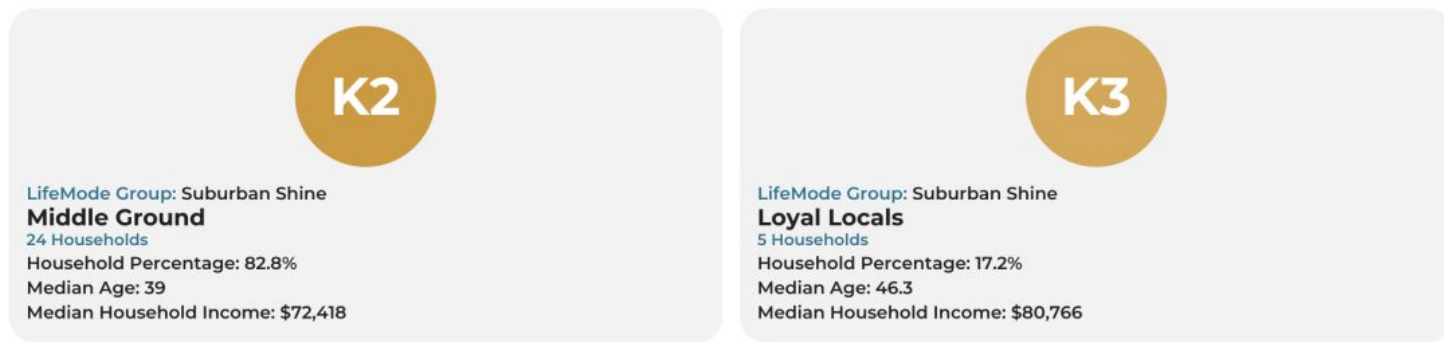 K2
LifeMode Group: Suburban Shine
Middle Ground
24 Households
Household Percentage: 82.8%
Median Age: 39
Median Household Income: $72,418
K3
LifeMode Group: Suburban Shine
Loyal Locals
5 Households
Household Percentage: 17.2%
Median Age: 46.3
Median Household Income: $80,766